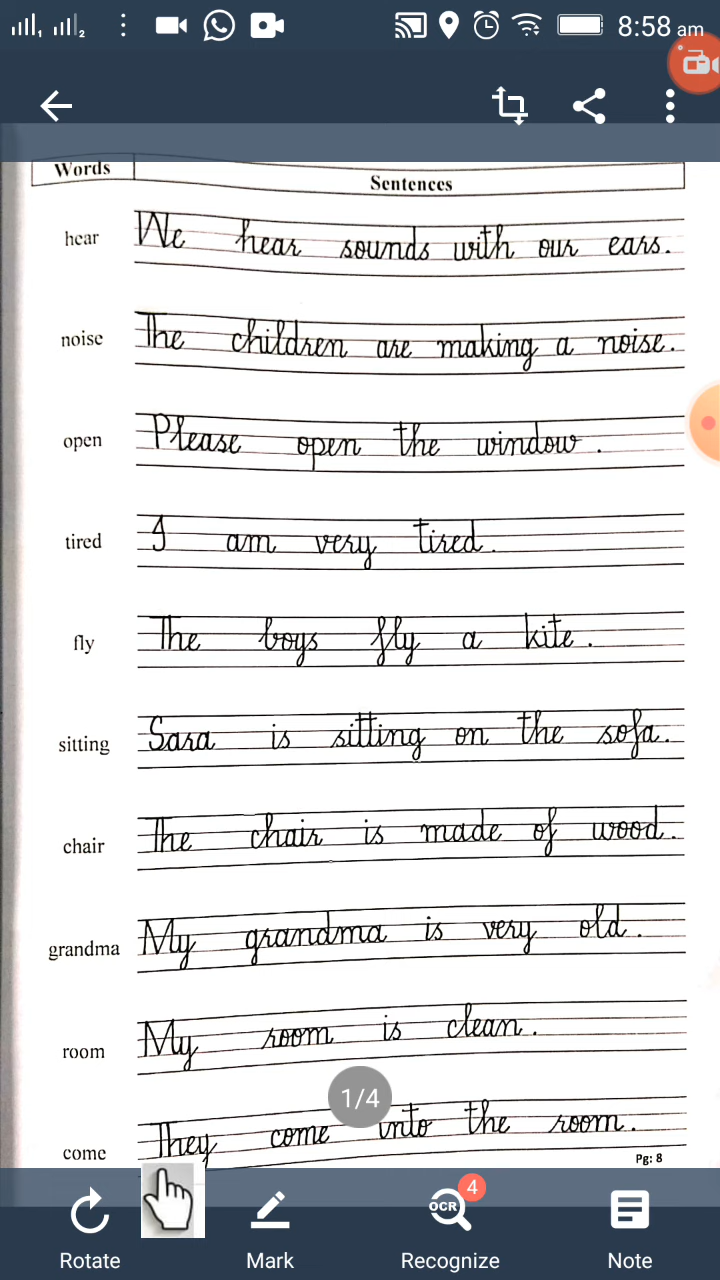 8:58 am
Words Sentences
hear We hear sounds with our ears.
noise The children are making a noise.
open Please open the window.
tired I am very tired.
fly The boys fly a kite.
sitting Sara is sitting on the sofa.
chair The chair is made of wood.
grandma My grandma is very old.
room My room is clean.
1/4
come They come into the room.
Pg: 8
OCR 4
Rotate Mark Recognize Note